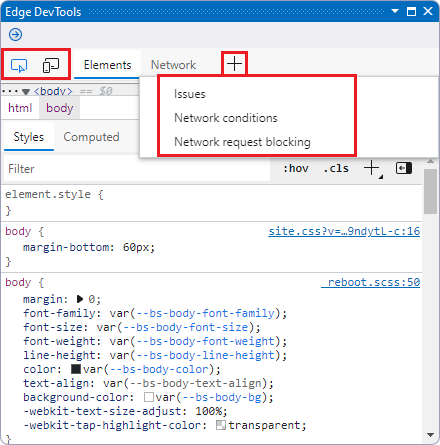 Edge DevTools
Elements Network
<body> == $0
html body
Issues
Network conditions
Network request blocking
Styles Computed
Filter :hov .cls
element.style {
}
body { site.css?v=…9ndytL-c:16
margin-bottom: 60px;
}
body { _reboot.scss:50
margin: 0;
font-family: var(--bs-body-font-family);
font-size: var(--bs-body-font-size);
font-weight: var(--bs-body-font-weight);
line-height: var(--bs-body-line-height);
color: var(--bs-body-color);
text-align: var(--bs-body-text-align);
background-color: var(--bs-body-bg);
-webkit-text-size-adjust: 100%;
-webkit-tap-highlight-color: transparent;
}